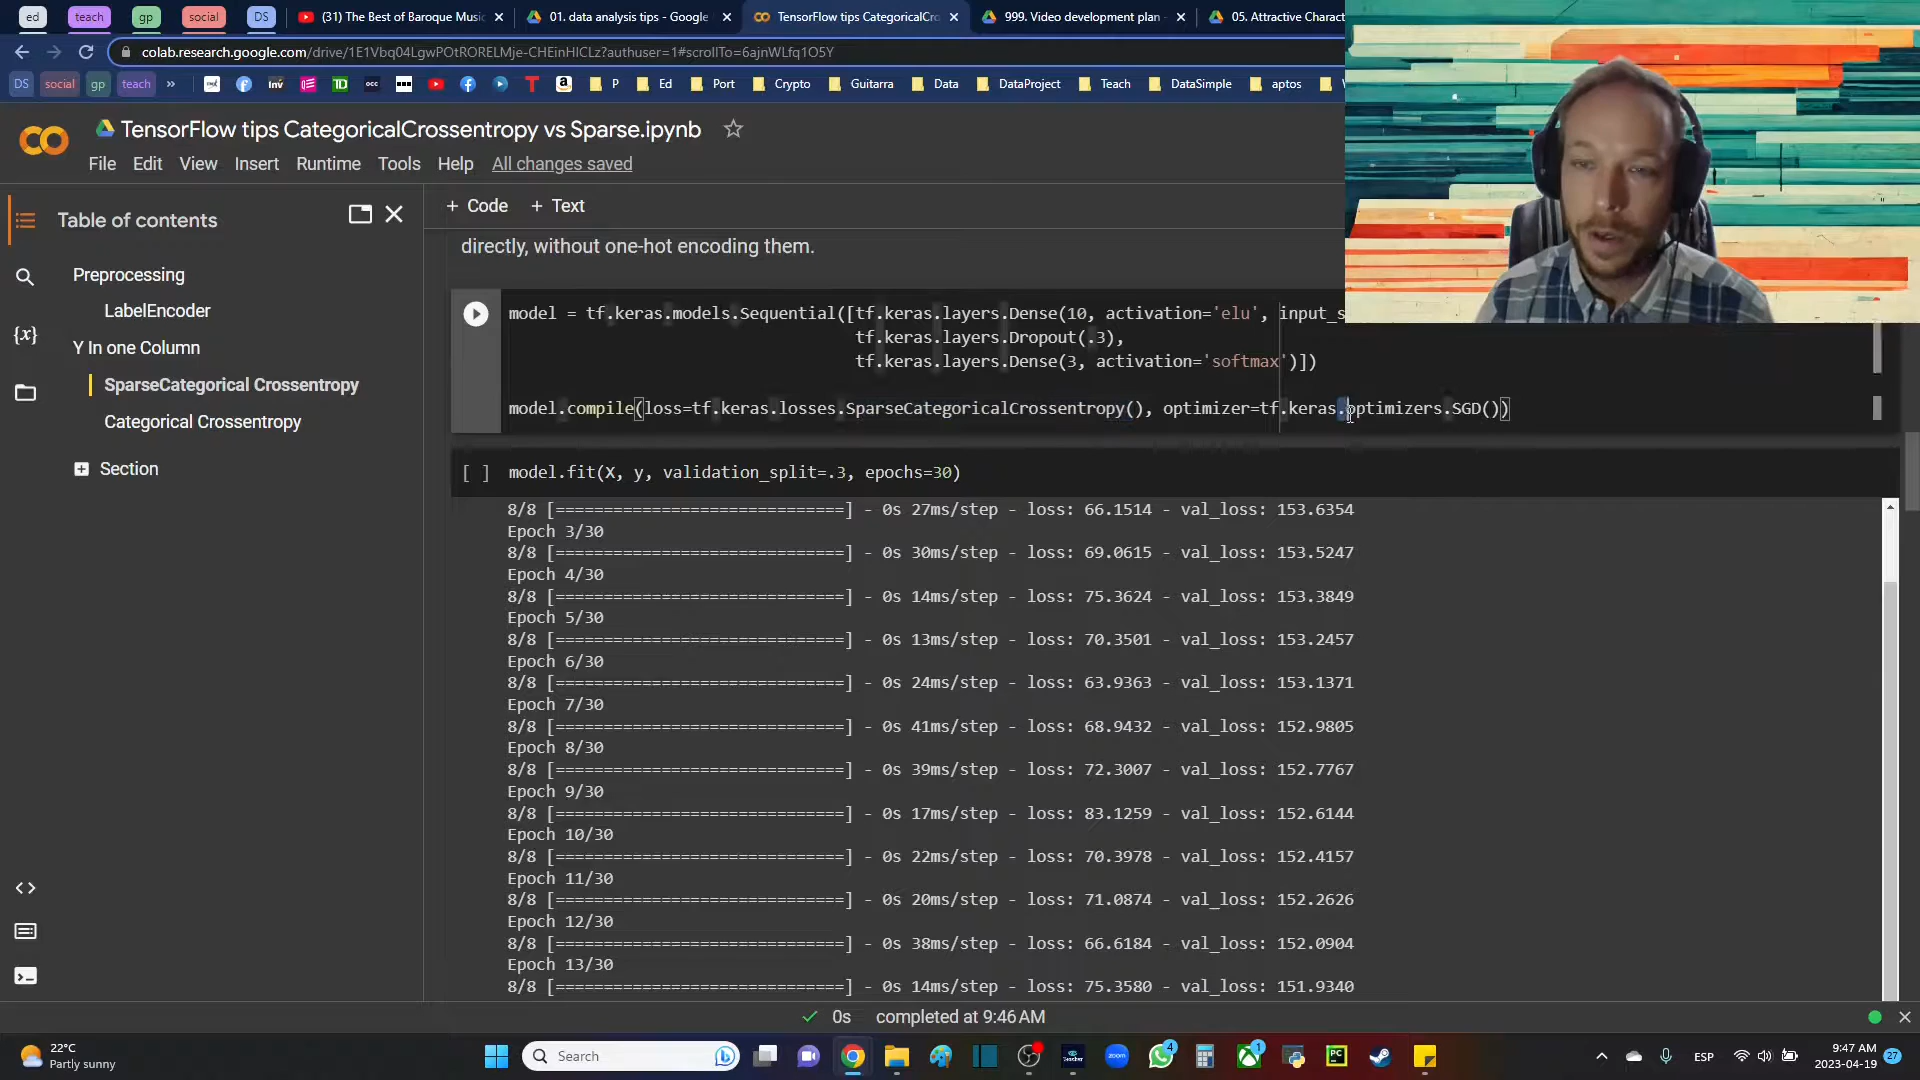 ed
teach
gp
social
DS
(31) The Best of Baroque Music
01. data analysis tips - Google
TensorFlow tips CategoricalCro
999. Video development plan
05. Attractive Charact
colab.research.google.com/drive/1E1Vbq04LgwPOtRORELMje-CHEinHlCLz?authuser=1#scrollTo=6ajnWLfq1O5Y
DS
social
gp
teach
P
Ed
Port
Crypto
Guitarra
Data
DataProject
Teach
DataSimple
aptos
TensorFlow tips CategoricalCrossentropy vs Sparse.ipynb
File Edit View Insert Runtime Tools Help All changes saved
Table of contents
Preprocessing
LabelEncoder
Y In one Column
SparseCategorical Crossentropy
Categorical Crossentropy
Section
+ Code + Text
directly, without one-hot encoding them.
model = tf.keras.models.Sequential([tf.keras.layers.Dense(10, activation='elu', input_s
tf.keras.layers.Dropout(.3),
tf.keras.layers.Dense(3, activation='softmax')])
model.compile(loss=tf.keras.losses.SparseCategoricalCrossentropy(), optimizer=tf.keras.optimizers.SGD())
[ ] model.fit(X, y, validation_split=.3, epochs=30)
8/8 [==============================] - 0s 27ms/step - loss: 66.1514 - val_loss: 153.6354
Epoch 3/30
8/8 [==============================] - 0s 30ms/step - loss: 69.0615 - val_loss: 153.5247
Epoch 4/30
8/8 [==============================] - 0s 14ms/step - loss: 75.3624 - val_loss: 153.3849
Epoch 5/30
8/8 [==============================] - 0s 13ms/step - loss: 70.3501 - val_loss: 153.2457
Epoch 6/30
8/8 [==============================] - 0s 24ms/step - loss: 63.9363 - val_loss: 153.1371
Epoch 7/30
8/8 [==============================] - 0s 41ms/step - loss: 68.9432 - val_loss: 152.9805
Epoch 8/30
8/8 [==============================] - 0s 39ms/step - loss: 72.3007 - val_loss: 152.7767
Epoch 9/30
8/8 [==============================] - 0s 17ms/step - loss: 83.1259 - val_loss: 152.6144
Epoch 10/30
8/8 [==============================] - 0s 22ms/step - loss: 70.3978 - val_loss: 152.4157
Epoch 11/30
8/8 [==============================] - 0s 20ms/step - loss: 71.0874 - val_loss: 152.2626
Epoch 12/30
8/8 [==============================] - 0s 38ms/step - loss: 66.6184 - val_loss: 152.0904
Epoch 13/30
8/8 [==============================] - 0s 14ms/step - loss: 75.3580 - val_loss: 151.9340
0s completed at 9:46 AM
22°C
Partly sunny
Search
zoom
4
1
PC
ESP
9:47 AM
2023-04-19
27